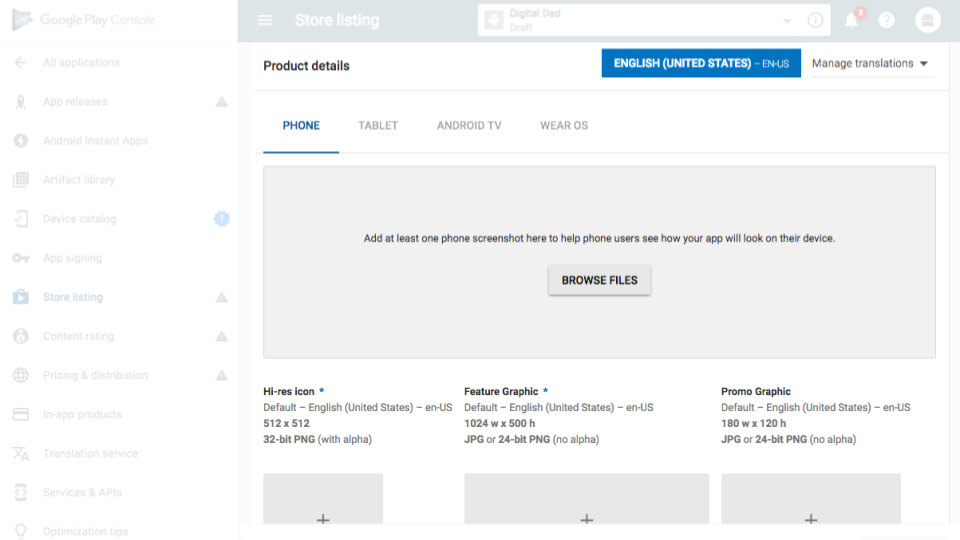 Google Play Console
Store listing
Digital Dad
Draft
3
All applications
App releases
Android Instant Apps
Artifact library
Device catalog
App signing
Store listing
Content rating
Pricing & distribution
In-app products
Translation service
Services & APIs
Optimization tips
Product details
ENGLISH (UNITED STATES) – EN-US
Manage translations
PHONE TABLET ANDROID TV WEAR OS
Add at least one phone screenshot here to help phone users see how your app will look on their device.
BROWSE FILES
Hi-res icon *
Default – English (United States) – en-US
512 x 512
32-bit PNG (with alpha)
Feature Graphic *
Default – English (United States) – en-US
1024 w x 500 h
JPG or 24-bit PNG (no alpha)
Promo Graphic
Default – English (United States) – en-US
180 w x 120 h
JPG or 24-bit PNG (no alpha)